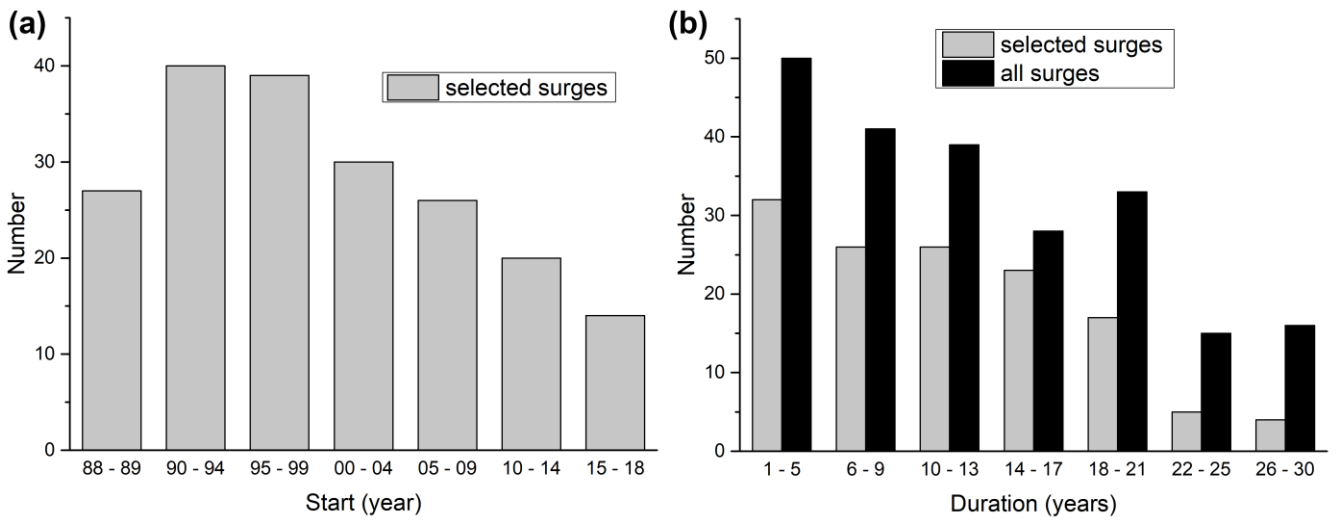 (a)
selected surges
Number
40
30
20
10
0
88 - 89 90 - 94 95 - 99 00 - 04 05 - 09 10 - 14 15 - 18
Start (year)
(b)
selected surges
all surges
Number
50
40
30
20
10
0
1 - 5 6 - 9 10 - 13 14 - 17 18 - 21 22 - 25 26 - 30
Duration (years)